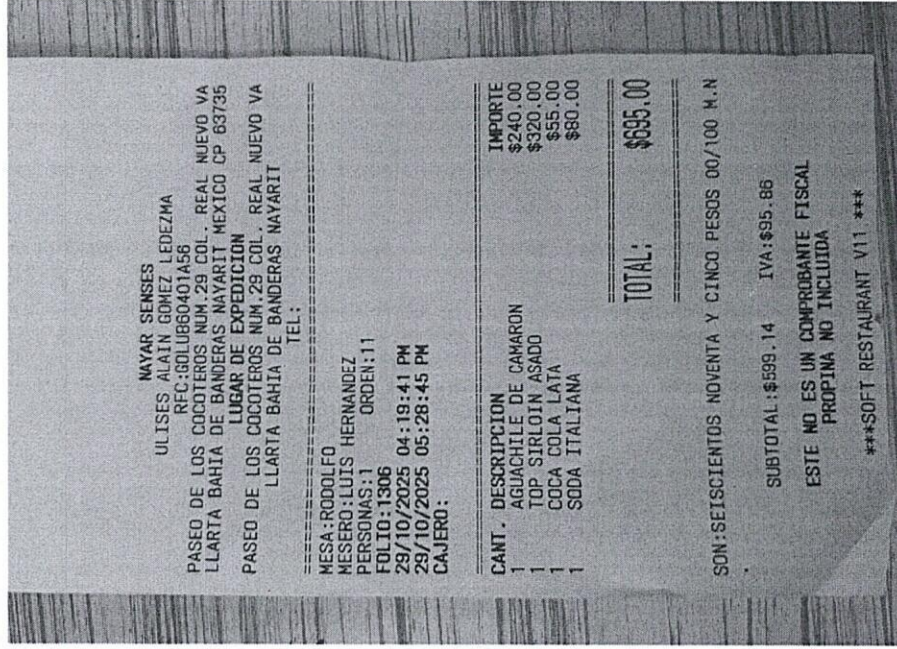 NAYAR SENSES
ULISES ALAIN GOMEZ LEDEZMA
RFC:GOLU860401A56
PASEO DE LOS COCOTEROS NUM.29 COL. REAL NUEVO VA
LLARTA BAHIA DE BANDERAS NAYARIT MEXICO CP 63735
LUGAR DE EXPEDICION
PASEO DE LOS COCOTEROS NUM.29 COL. REAL NUEVO VA
LLARTA BAHIA DE BANDERAS NAYARIT
TEL:
MESA:RODOLFO
MESERO:LUIS HERNANDEZ
PERSONAS:1 ORDEN:11
FOLIO:1306
29/10/2025 04:19:41 PM
29/10/2025 05:28:45 PM
CAJERO:
CANT. DESCRIPCION IMPORTE
1 AGUACHILE DE CAMARON $240.00
1 TOP SIRLOIN ASADO $320.00
1 COCA COLA LATA $55.00
1 SODA ITALIANA $80.00
TOTAL: $695.00
SON:SEISCIENTOS NOVENTA Y CINCO PESOS 00/100 M.N
.
SUBTOTAL:$599.14 IVA:$95.86
ESTE NO ES UN COMPROBANTE FISCAL
PROPINA NO INCLUIDA
***SOFT RESTAURANT V11 ***